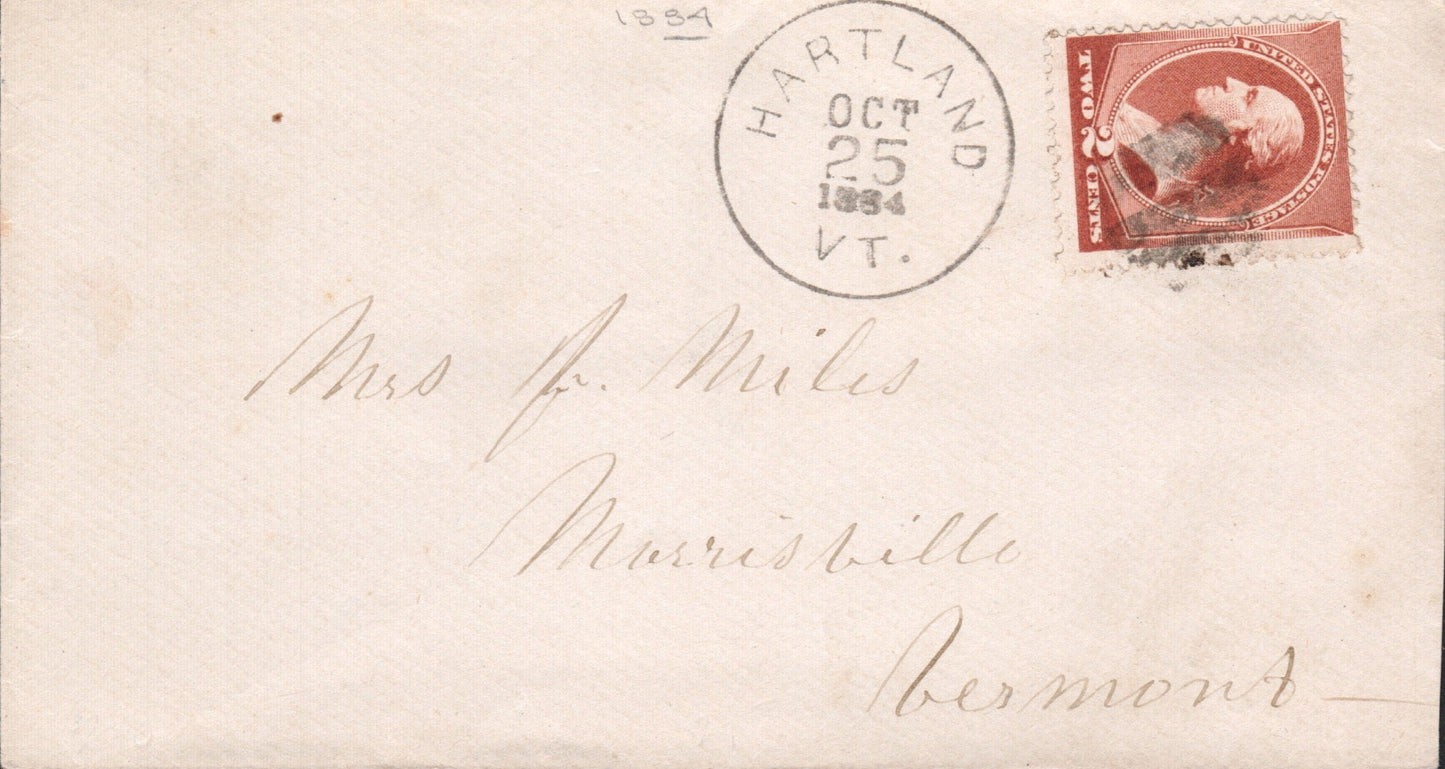 1884
HARTLAND
OCT
25
1884
VT.
UNITED STATES POSTAGE
TWO 2 CENTS
Mrs J. Miles
Morrisville
Vermont